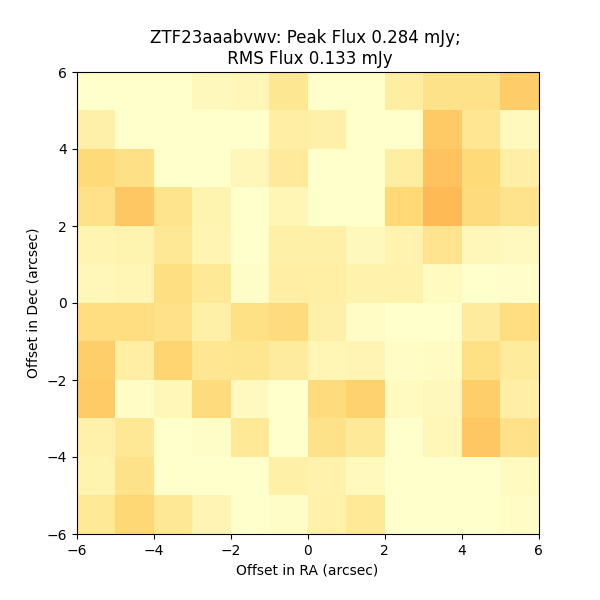 ZTF23aaabvwv: Peak Flux 0.284 mJy;
RMS Flux 0.133 mJy
6
4
2
0
−2
−4
−6
Offset in Dec (arcsec)
−6 −4 −2 0 2 4 6
Offset in RA (arcsec)